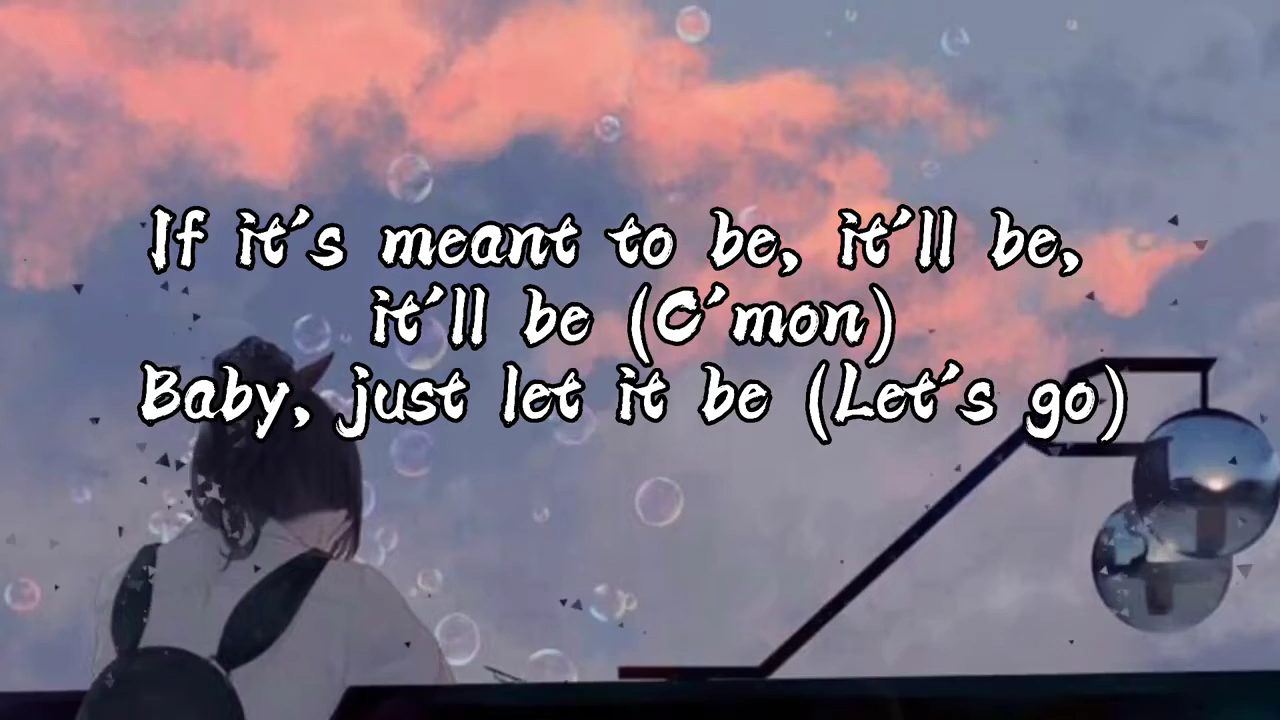 If it's meant to be, it'll be,
it'll be (C'mon)
Baby, just let it be (Let's go)